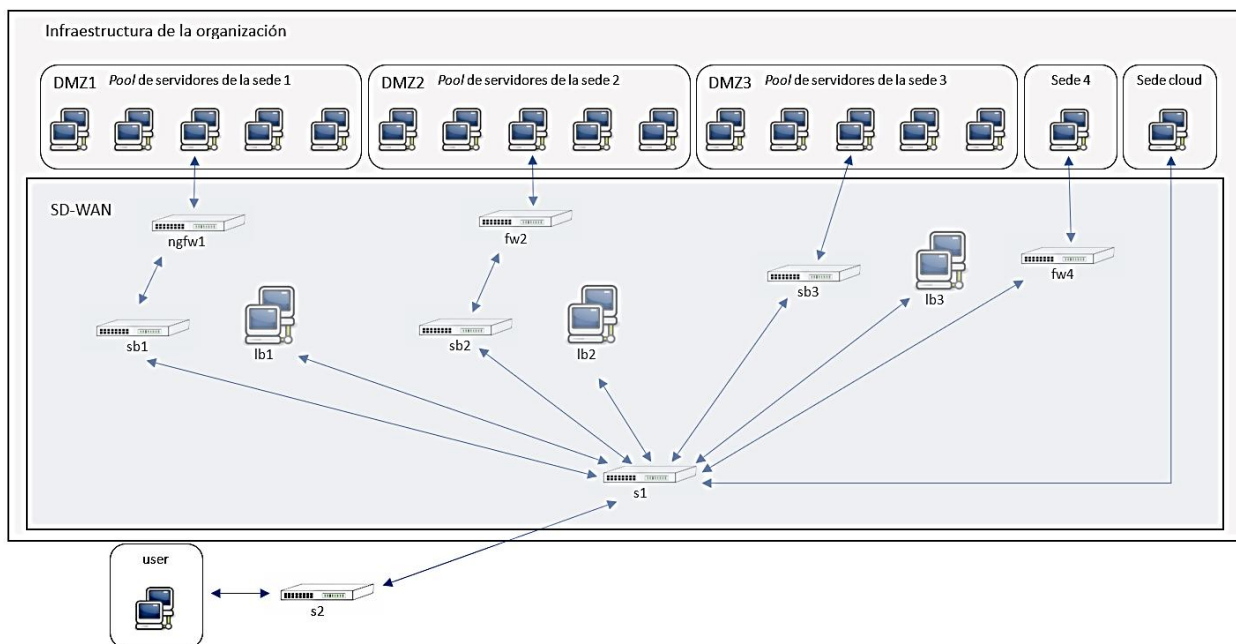 Infraestructura de la organización
DMZ1 Pool de servidores de la sede 1
DMZ2 Pool de servidores de la sede 2
DMZ3 Pool de servidores de la sede 3
Sede 4
Sede cloud
SD-WAN
ngfw1
fw2
sb3
lb3
fw4
sb1
lb1
sb2
lb2
s1
user
s2